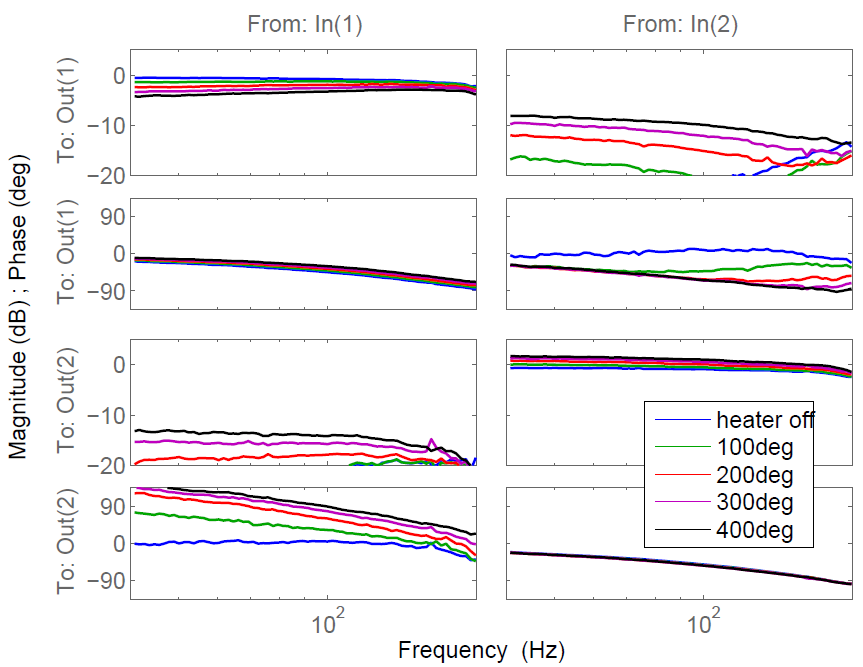 From: In(1)
From: In(2)
Magnitude (dB) ; Phase (deg)
To: Out(1)
0
−10
−20
To: Out(1)
90
0
−90
To: Out(2)
0
−10
−20
To: Out(2)
90
0
−90
heater off
100deg
200deg
300deg
400deg
10^2
10^2
Frequency (Hz)